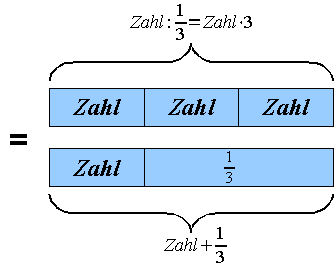 Zahl : 1/3 = Zahl · 3
Zahl Zahl Zahl
=
Zahl 1/3
Zahl + 1/3